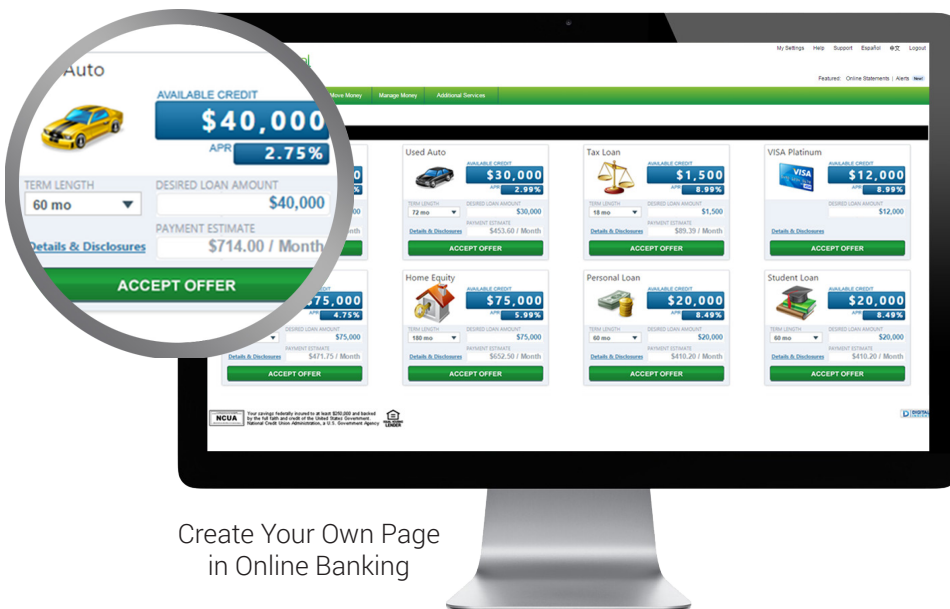 My Settings Help Support Español 中文 Logout
Featured: Online Statements | Alerts New!
Move Money Manage Money Additional Services
Auto
AVAILABLE CREDIT
$40,000
APR 2.75%
TERM LENGTH DESIRED LOAN AMOUNT
60 mo $40,000
PAYMENT ESTIMATE
Details & Disclosures $714.00 / Month
ACCEPT OFFER
Used Auto
AVAILABLE CREDIT
$30,000
APR 2.99%
TERM LENGTH DESIRED LOAN AMOUNT
72 mo $30,000
PAYMENT ESTIMATE
Details & Disclosures $453.60 / Month
ACCEPT OFFER
Tax Loan
AVAILABLE CREDIT
$1,500
APR 8.99%
TERM LENGTH DESIRED LOAN AMOUNT
18 mo $1,500
PAYMENT ESTIMATE
Details & Disclosures $89.39 / Month
ACCEPT OFFER
VISA Platinum
AVAILABLE CREDIT
VISA
$12,000
APR 8.99%
DESIRED LOAN AMOUNT
$12,000
Details & Disclosures
ACCEPT OFFER
$75,000
4.75%
DESIRED LOAN AMOUNT
$75,000
PAYMENT ESTIMATE
Details & Disclosures $471.75 / Month
ACCEPT OFFER
Home Equity
AVAILABLE CREDIT
$75,000
APR 5.99%
TERM LENGTH DESIRED LOAN AMOUNT
180 mo $75,000
PAYMENT ESTIMATE
Details & Disclosures $652.50 / Month
ACCEPT OFFER
Personal Loan
AVAILABLE CREDIT
$20,000
APR 8.49%
TERM LENGTH DESIRED LOAN AMOUNT
60 mo $20,000
PAYMENT ESTIMATE
Details & Disclosures $410.20 / Month
ACCEPT OFFER
Student Loan
AVAILABLE CREDIT
$20,000
APR 8.49%
TERM LENGTH DESIRED LOAN AMOUNT
60 mo $20,000
PAYMENT ESTIMATE
Details & Disclosures $410.20 / Month
ACCEPT OFFER
NCUA
Your savings federally insured to at least $250,000 and backed
by the full faith and credit of the United States Government.
National Credit Union Administration, a U.S. Government Agency
EQUAL HOUSING
LENDER
D DIGITAL
Create Your Own Page
in Online Banking